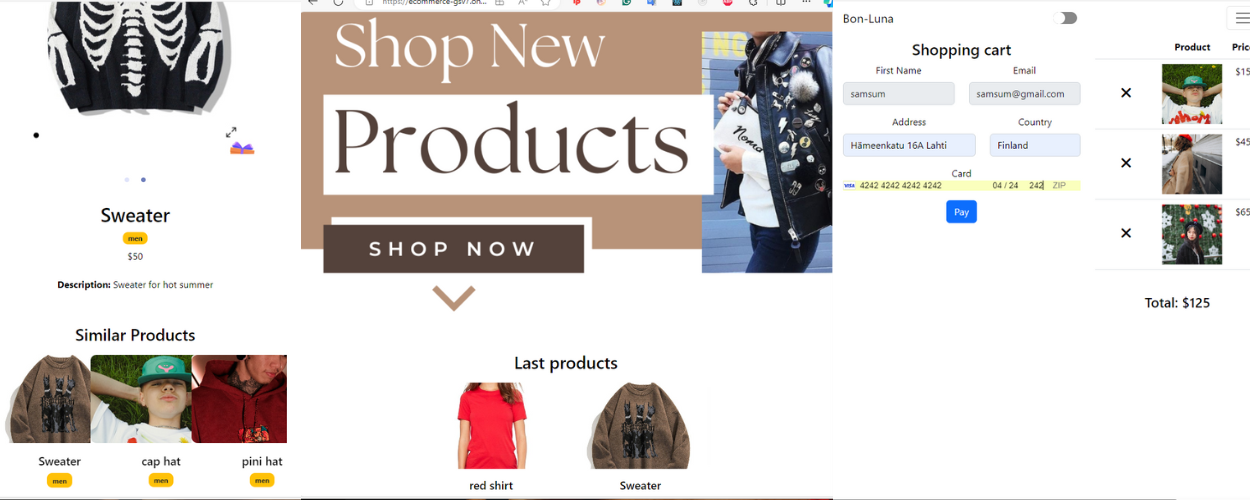 Sweater
men
$50
Description: Sweater for hot summer
Similar Products
Sweater
cap hat
pini hat
men
men
men
https://ecommerce-gsv7.on...
Shop New
Products
SHOP NOW
Last products
red shirt
Sweater
Bon-Luna
Shopping cart
First Name
Email
samsum
samsum@gmail.com
Address
Country
Hämeenkatu 16A Lahti
Finland
Card
VISA 4242 4242 4242 4242 04 / 24 242 ZIP
Pay
Product Price
$15
$45
$65
Total: $125